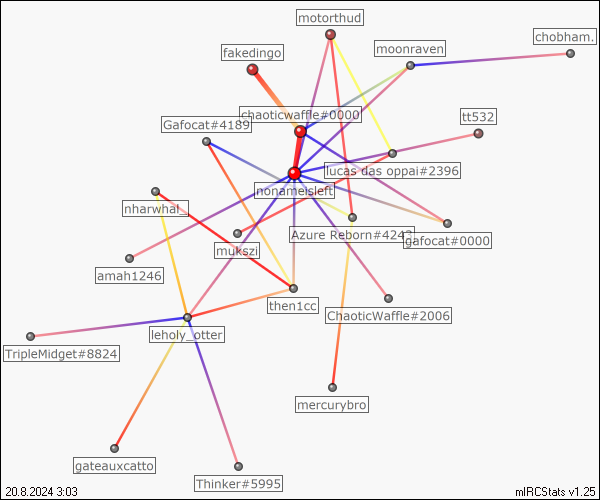 motorthud
chobham.
fakedingo
moonraven
chaoticwaffle#0000
tt532
Gafocat#4189
lucas das oppai#2396
nonameisleft
nharwhal_
Azure Reborn#4243
gafocat#0000
mukszi
amah1246
then1cc
ChaoticWaffle#2006
leholy_otter
TripleMidget#8824
mercurybro
gateauxcatto
Thinker#5995
20.8.2024 3:03
mIRCStats v1.25